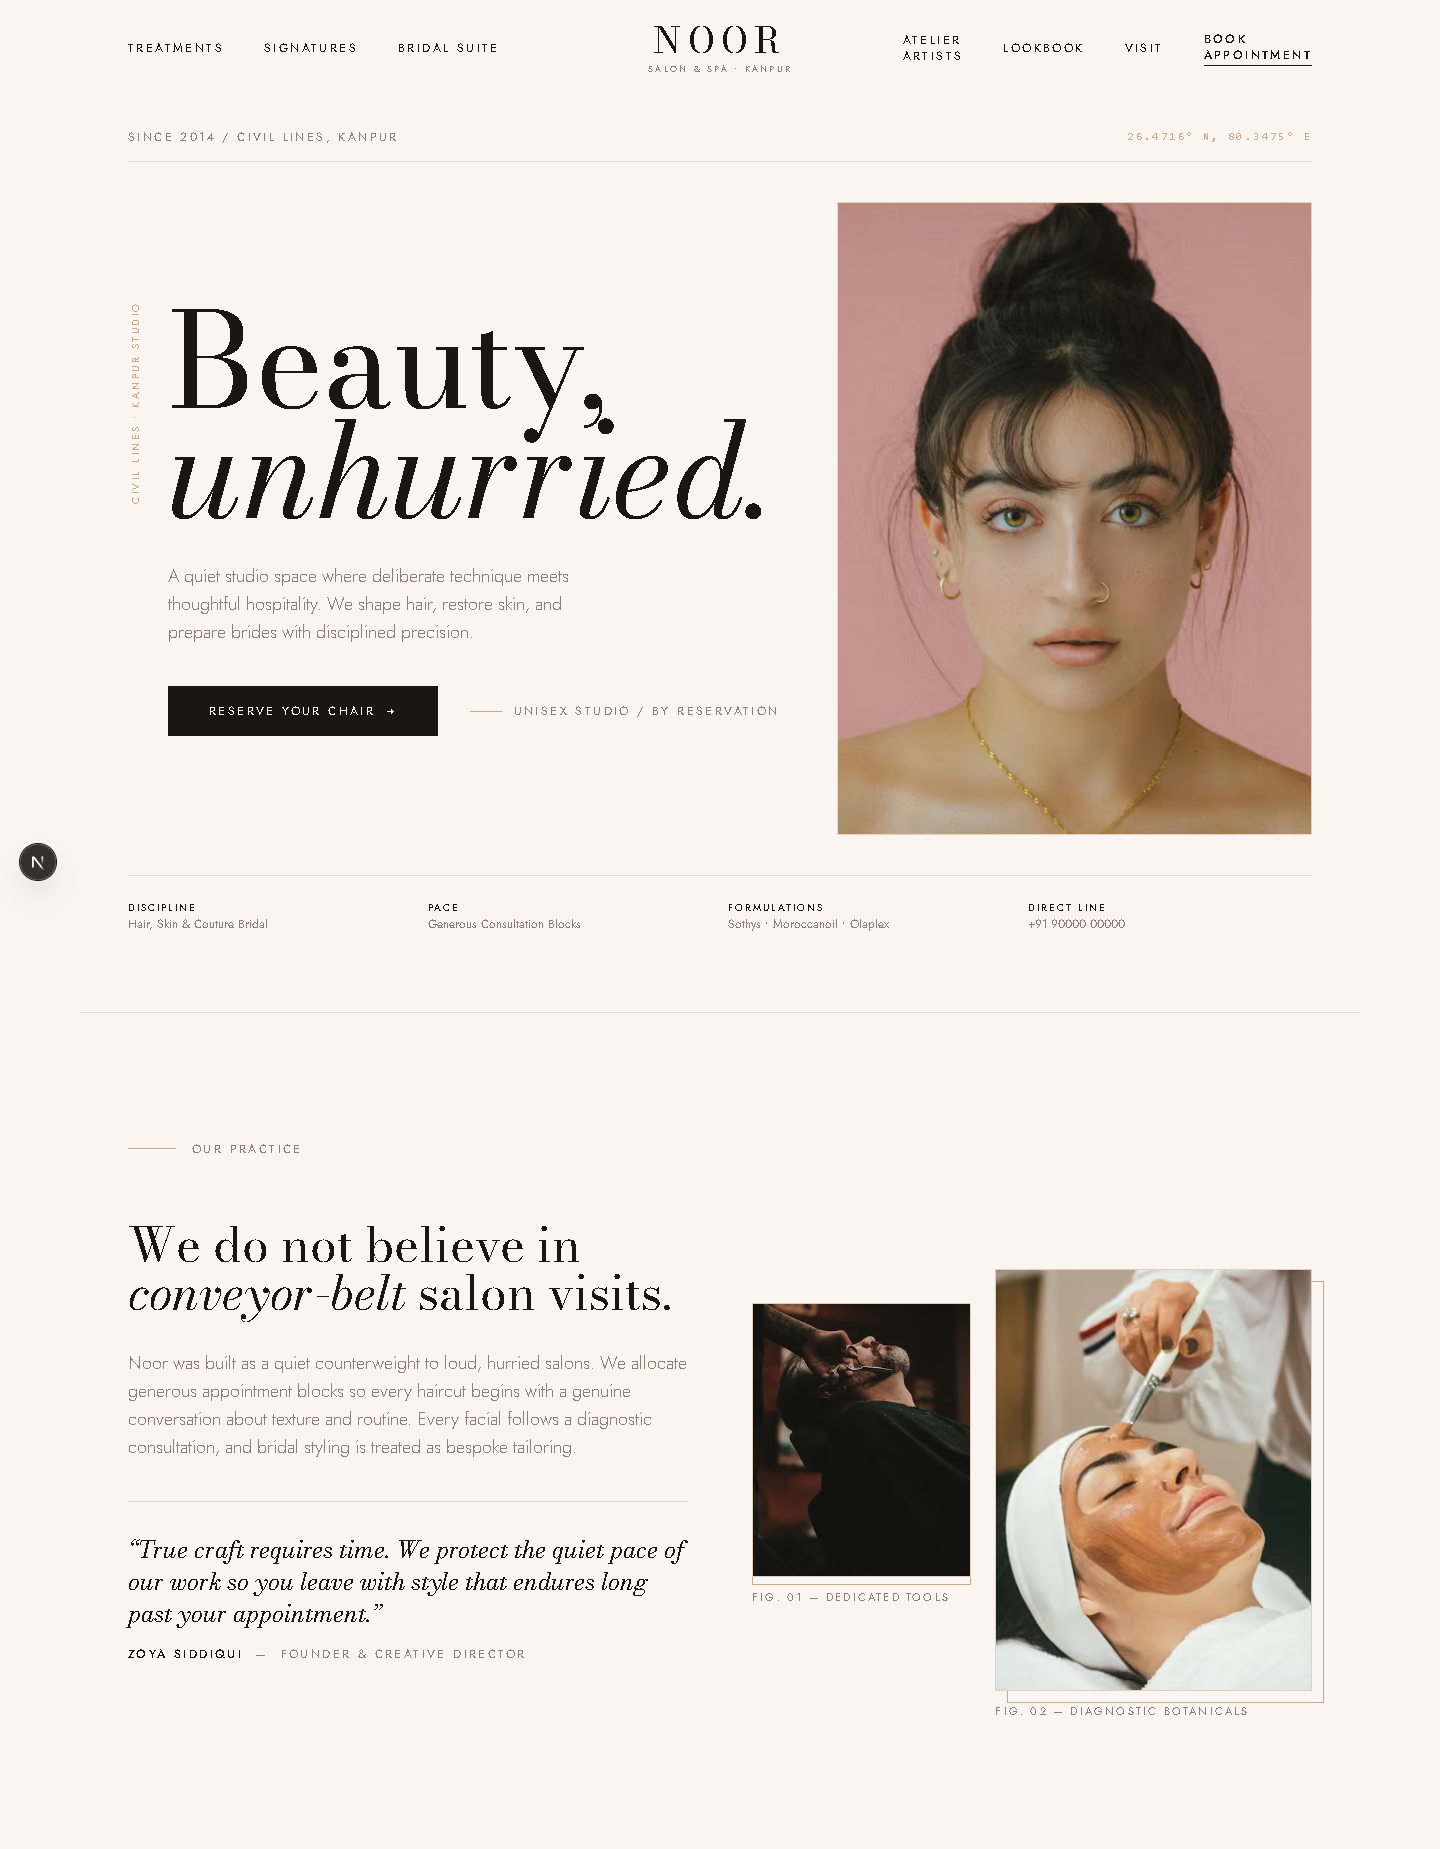 TREATMENTS
SIGNATURES
BRIDAL SUITE
NOOR
SALON & SPA · KANPUR
ATELIER
ARTISTS
LOOKBOOK
VISIT
BOOK
APPOINTMENT
SINCE 2014 / CIVIL LINES, KANPUR
26.4716° N, 80.3475° E
CIVIL LINES · KANPUR STUDIO
Beauty,
unhurried.
A quiet studio space where deliberate technique meets
thoughtful hospitality. We shape hair, restore skin, and
prepare brides with disciplined precision.
RESERVE YOUR CHAIR →
UNISEX STUDIO / BY RESERVATION
N
DISCIPLINE
Hair, Skin & Couture Bridal
PACE
Generous Consultation Blocks
FORMULATIONS
Sothys · Moroccanoil · Olaplex
DIRECT LINE
+91 90000 00000
OUR PRACTICE
We do not believe in
conveyor-belt salon visits.
Noor was built as a quiet counterweight to loud, hurried salons. We allocate
generous appointment blocks so every haircut begins with a genuine
conversation about texture and routine. Every facial follows a diagnostic
consultation, and bridal styling is treated as bespoke tailoring.
“True craft requires time. We protect the quiet pace of
our work so you leave with style that endures long
past your appointment.”
ZOYA SIDDIQUI — FOUNDER & CREATIVE DIRECTOR
FIG. 01 — DEDICATED TOOLS
FIG. 02 — DIAGNOSTIC BOTANICALS